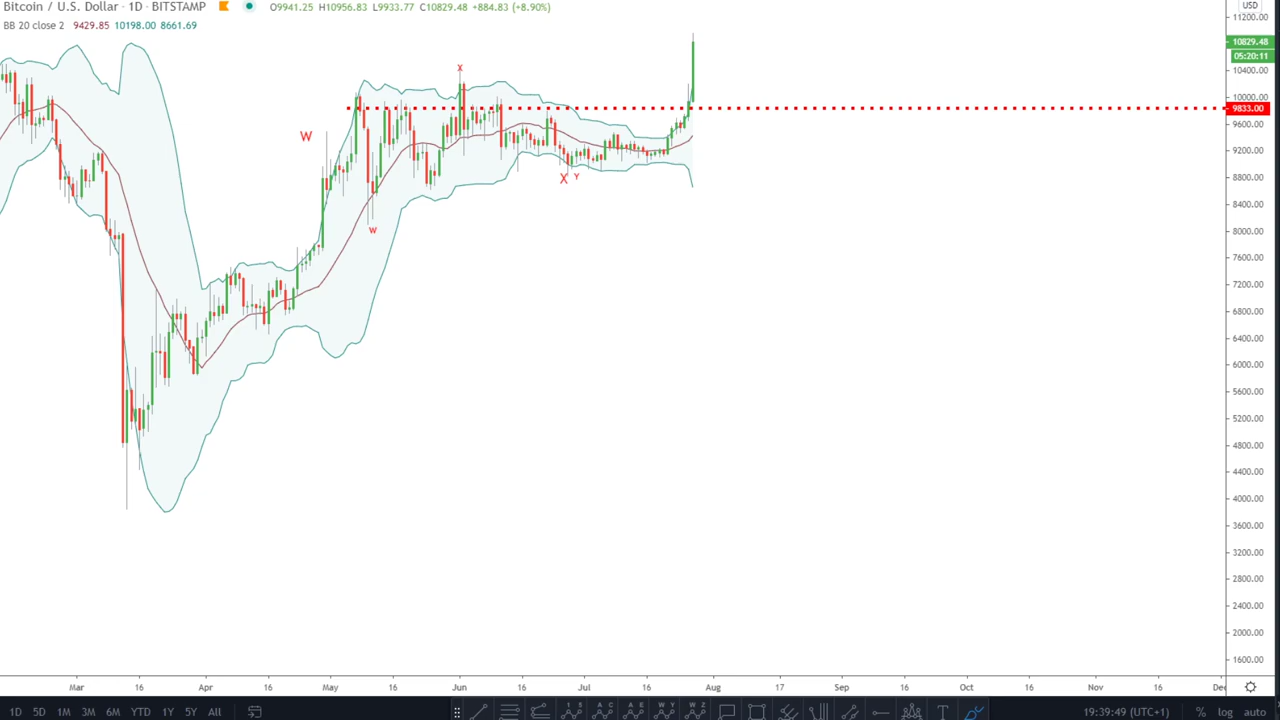 Bitcoin / U.S. Dollar · 1D · BITSTAMP O9941.25 H10956.83 L9933.77 C10829.48 +884.83 (+8.90%)
BB 20 close 2 9429.85 10198.00 8661.69
USD
11200.00
10829.48
05:20:11
10400.00
10000.00
9833.00
9600.00
9200.00
8800.00
8000.00
7600.00
7200.00
6800.00
6400.00
6000.00
5600.00
5200.00
4800.00
4400.00
4000.00
3600.00
3200.00
2800.00
2400.00
2000.00
1600.00
X
W
X Y
W
Mar 16 Apr 16 May 16 Jun 16 Jul 16 Aug 17 Sep 16 Oct 16 Nov 16 Dec
1D 5D 1M 3M 6M YTD 1Y 5Y All
1 5 A C A E W Y W Z
T
19:39:49 (UTC+1) % log auto